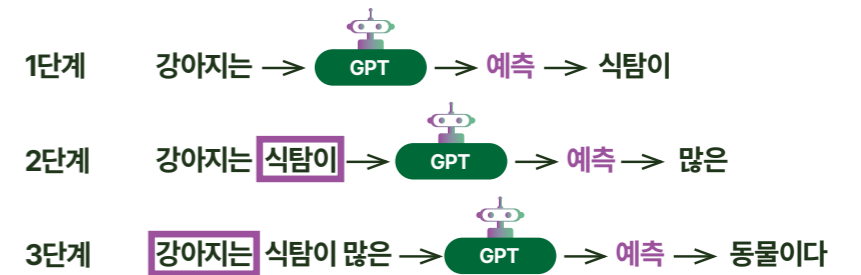 1단계 강아지는 → GPT → 예측 → 식탐이
2단계 강아지는 식탐이 → GPT → 예측 → 많은
3단계 강아지는 식탐이 많은 → GPT → 예측 → 동물이다